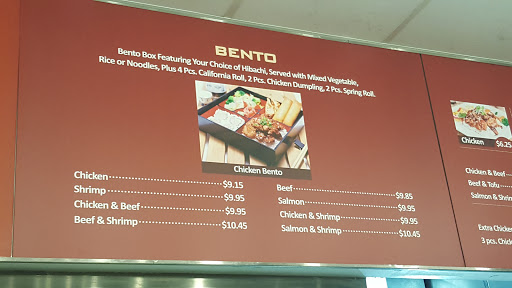 BENTO
Bento Box Featuring Your Choice of Hibachi, Served with Mixed Vegetable,
Rice or Noodles, Plus 4 Pcs. California Roll, 2 Pcs. Chicken Dumpling, 2 Pcs. Spring Roll.
Chicken Bento
Chicken $9.15
Shrimp $9.95
Chicken & Beef $9.95
Beef & Shrimp $10.45
Beef $9.85
Salmon $9.95
Chicken & Shrimp $9.95
Salmon & Shrimp $10.45
Chicken $6.25
Chicken & Beef
Beef & Tofu
Salmon & Shrim
Extra Chicken
3 pcs. Chick